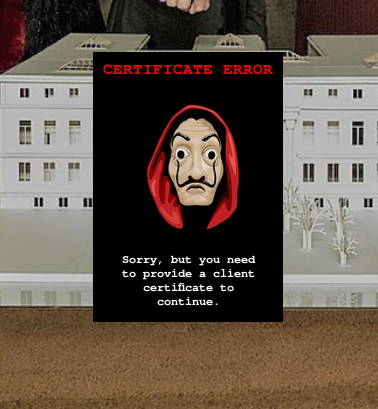 CERTIFICATE ERROR
Sorry, but you need
to provide a client
certificate to
continue.